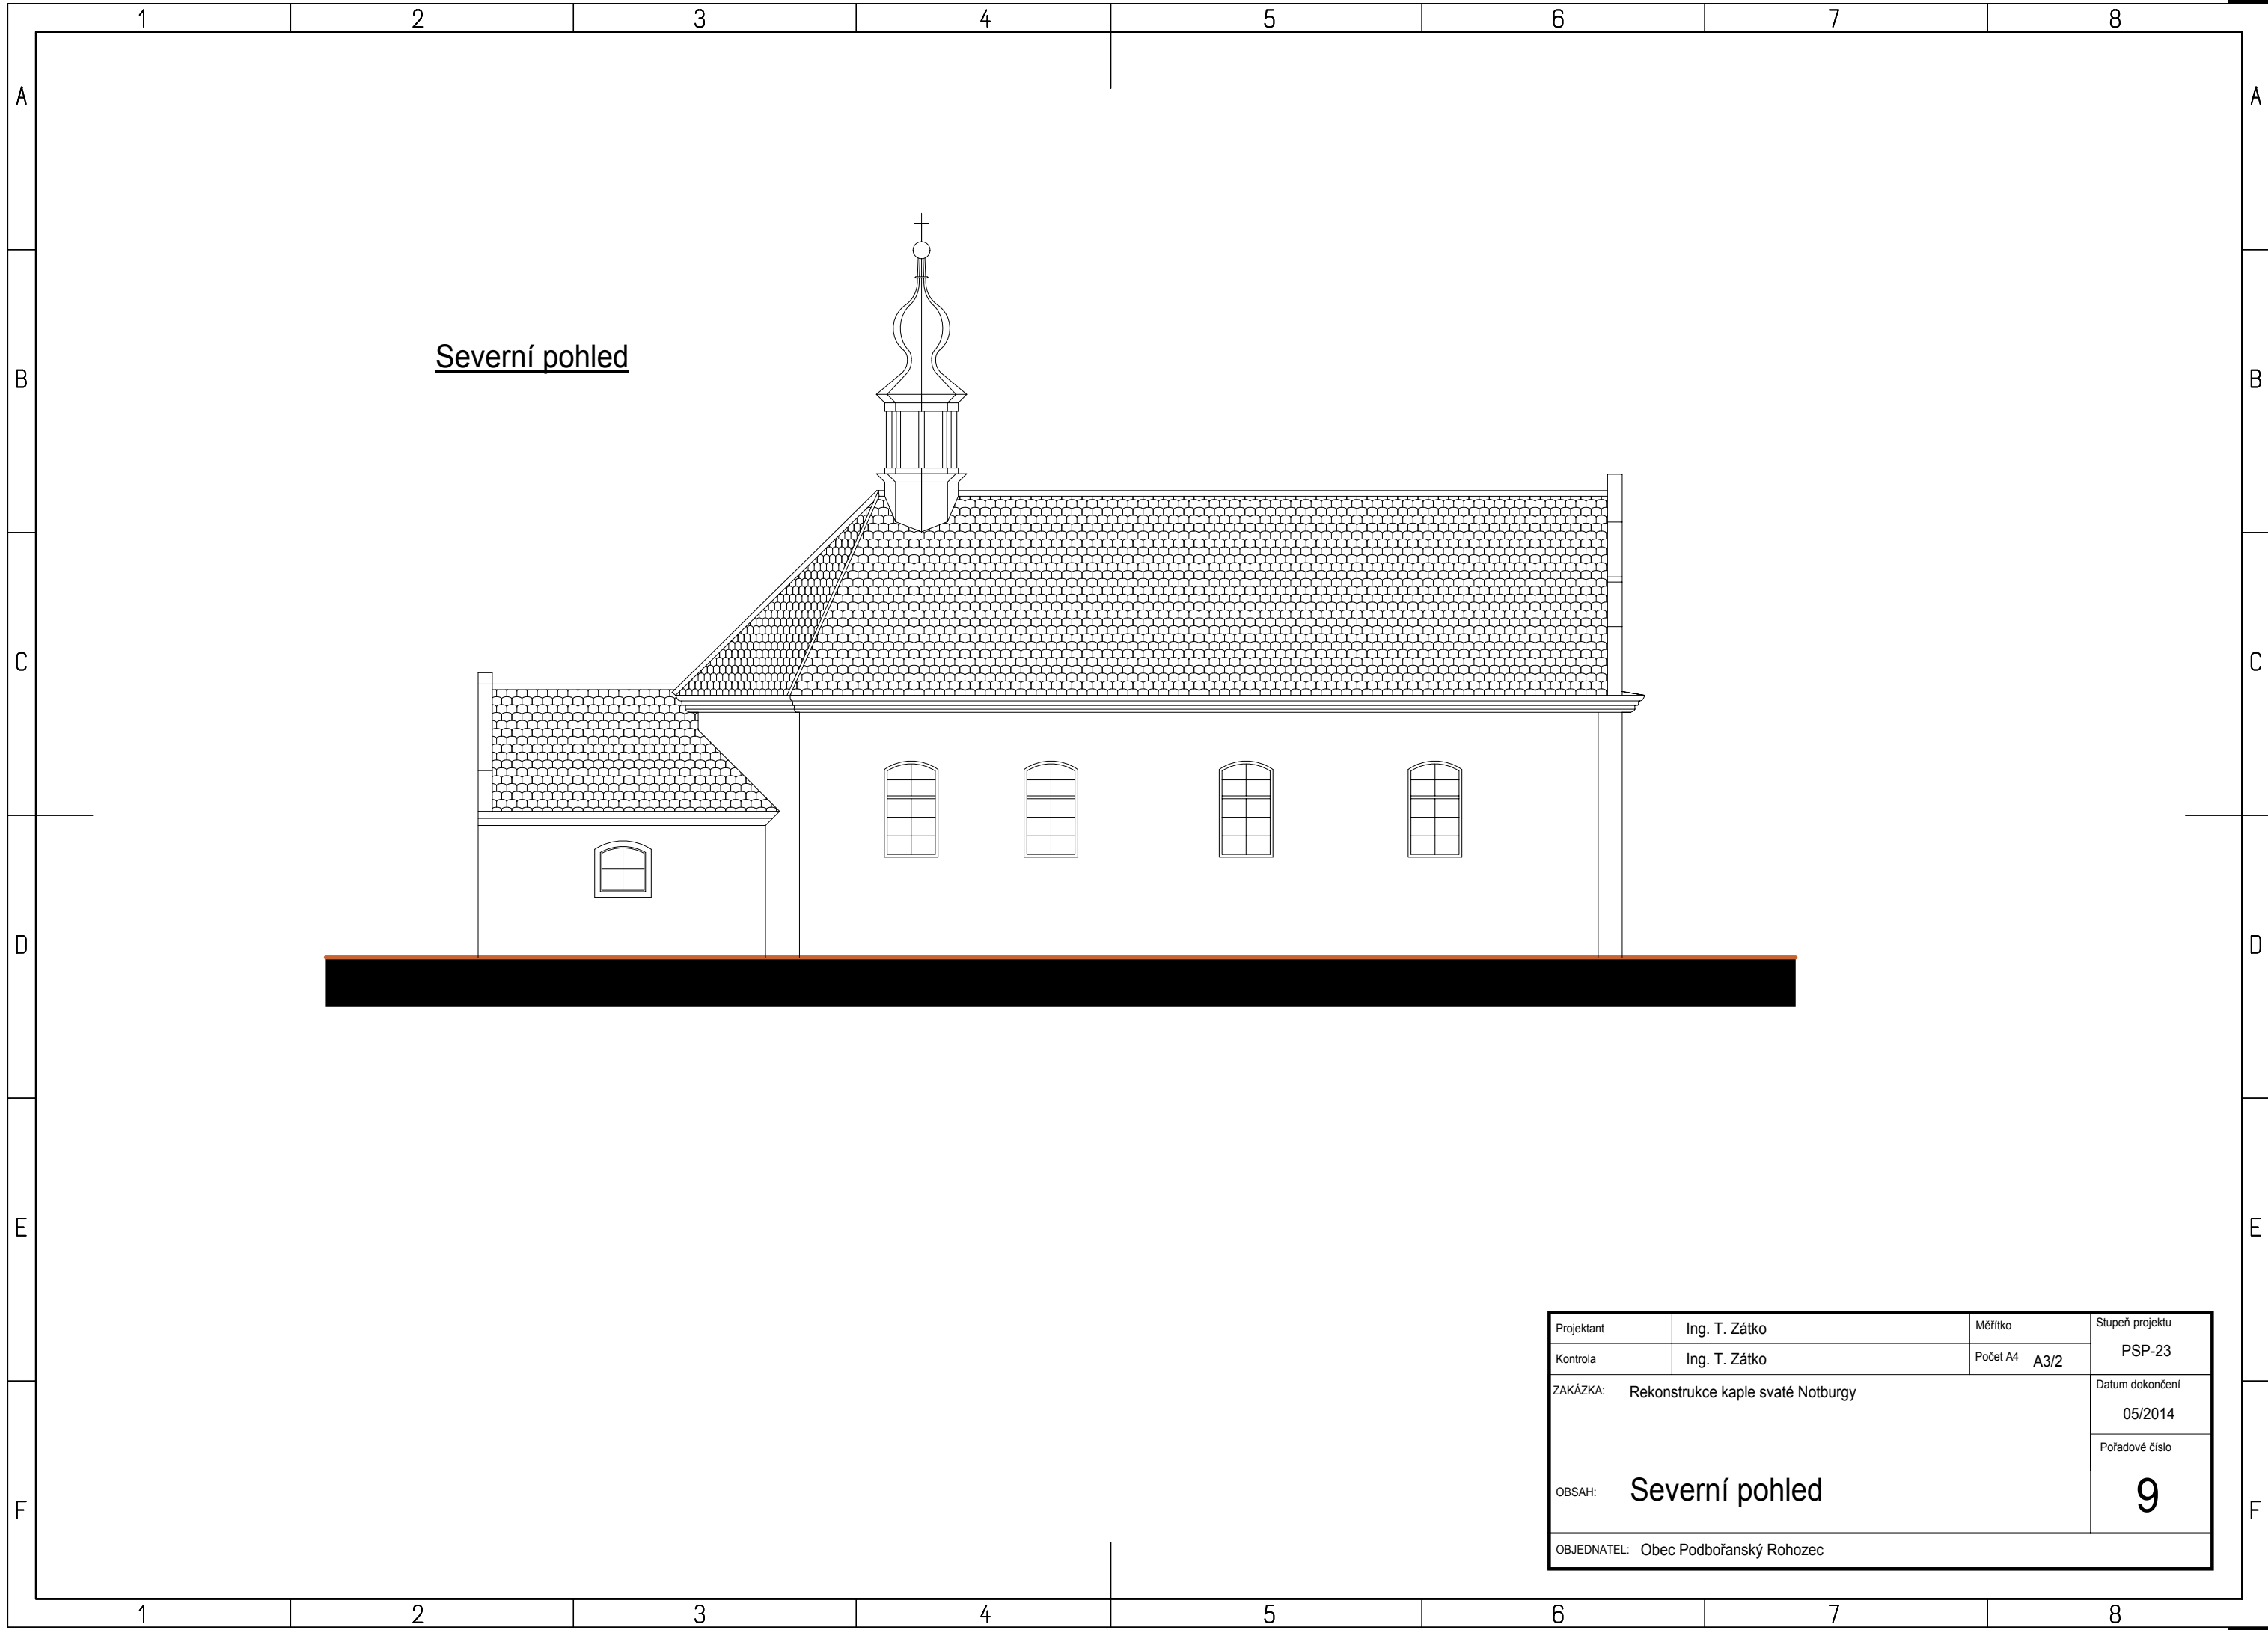 1 2 3 4 5 6 7 8
A A
Severní pohled
B B
C C
D D
E E
Projektant Ing. T. Zátko Měřítko Stupeň projektu
Kontrola Ing. T. Zátko Počet A4 A3/2 PSP-23
ZAKÁZKA: Rekonstrukce kaple svaté Notburgy Datum dokončení
05/2014
Pořadové číslo
OBSAH: Severní pohled 9
F F
OBJEDNATEL: Obec Podbořanský Rohozec
1 2 3 4 5 6 7 8